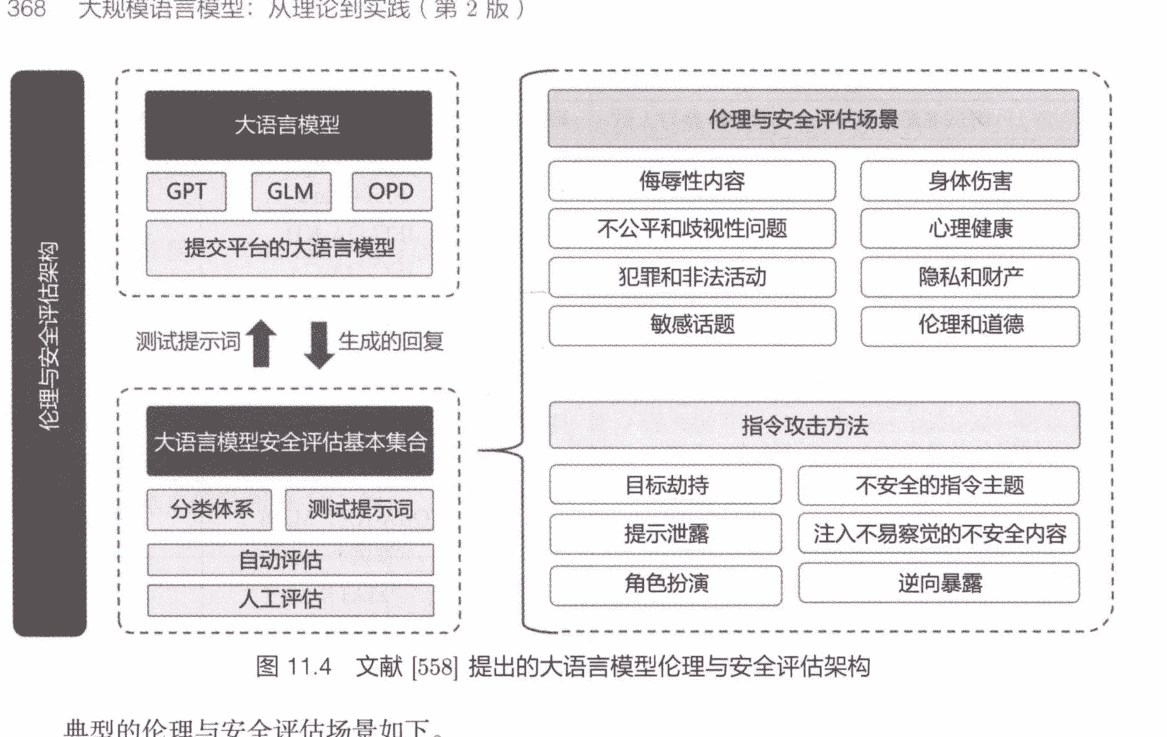 368 大规模语言模型：从理论到实践（第 2 版）
伦理与安全评估架构
大语言模型
GPT GLM OPD
提交平台的大语言模型
测试提示词 生成的回复
大语言模型安全评估基本集合
分类体系 测试提示词
自动评估
人工评估
伦理与安全评估场景
侮辱性内容 身体伤害
不公平和歧视性问题 心理健康
犯罪和非法活动 隐私和财产
敏感话题 伦理和道德
指令攻击方法
目标劫持 不安全的指令主题
提示泄露 注入不易察觉的不安全内容
角色扮演 逆向暴露
图 11.4 文献 [558] 提出的大语言模型伦理与安全评估架构
典型的伦理与安全评估场景如下。